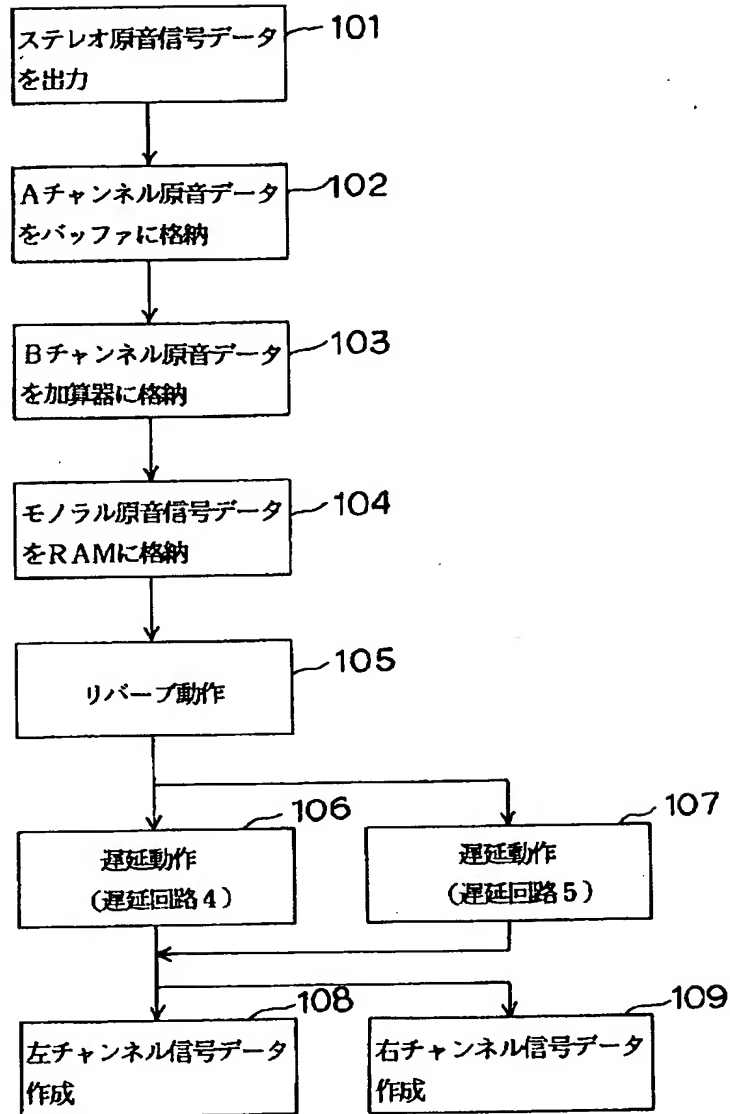 ステレオ原音信号データ
を出力
101
Aチャンネル原音データ
をバッファに格納
102
Bチャンネル原音データ
を加算器に格納
103
モノラル原音信号データ
をRAMに格納
104
リバーブ動作
105
遅延動作
(遅延回路4)
106
遅延動作
(遅延回路5)
107
左チャンネル信号データ
作成
108
右チャンネル信号データ
作成
109